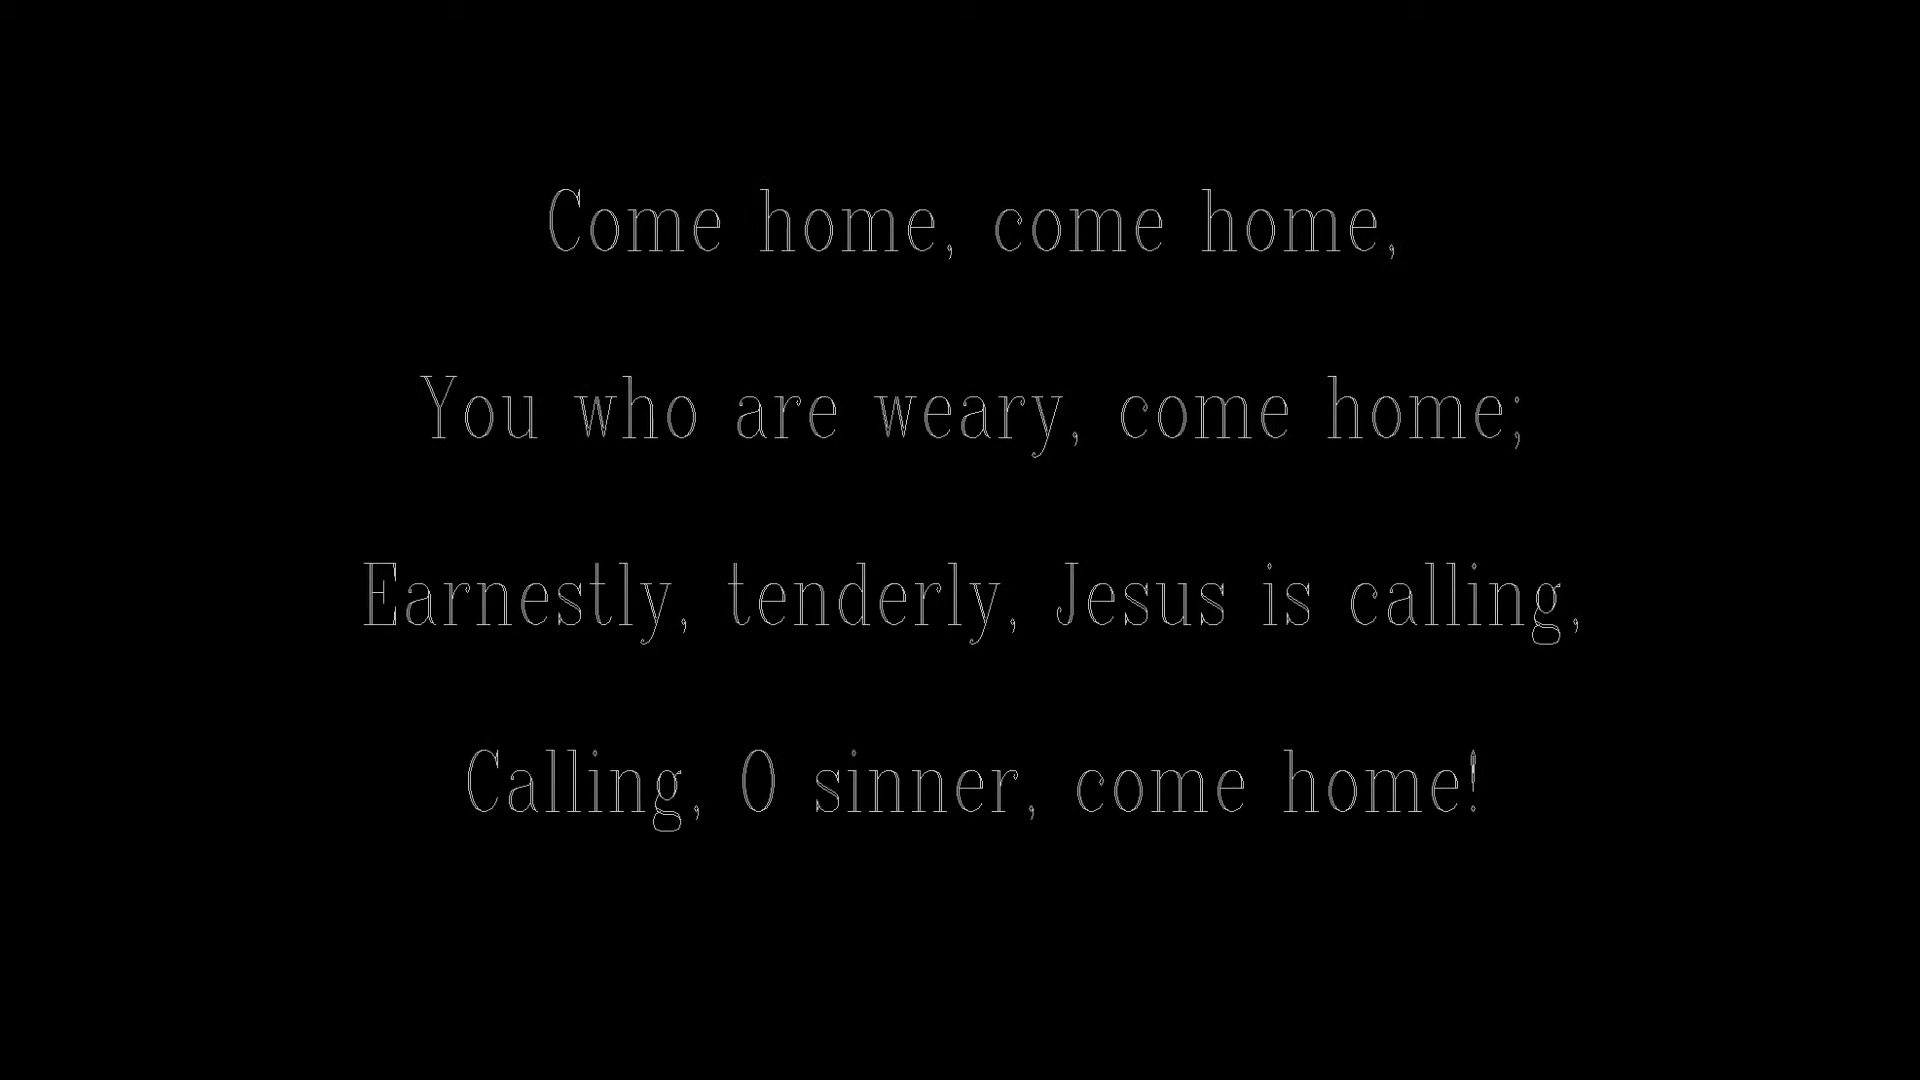 Come home, come home,
You who are weary, come home;
Earnestly, tenderly, Jesus is calling,
Calling, O sinner, come home!